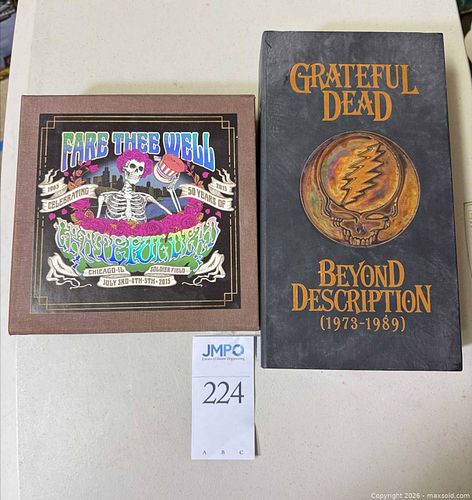 FARE THEE WELL
1965
2015
CELEBRATING
50 YEARS OF
GRATEFUL DEAD
CHICAGO-IL
SOLDIER FIELD
JULY 3RD-4TH-5TH•2015
GRATEFUL
DEAD
BEYOND
DESCRIPTION
(1973-1989)
JMPO
224
A B C
Copyright 2026 - www.maxsold.com